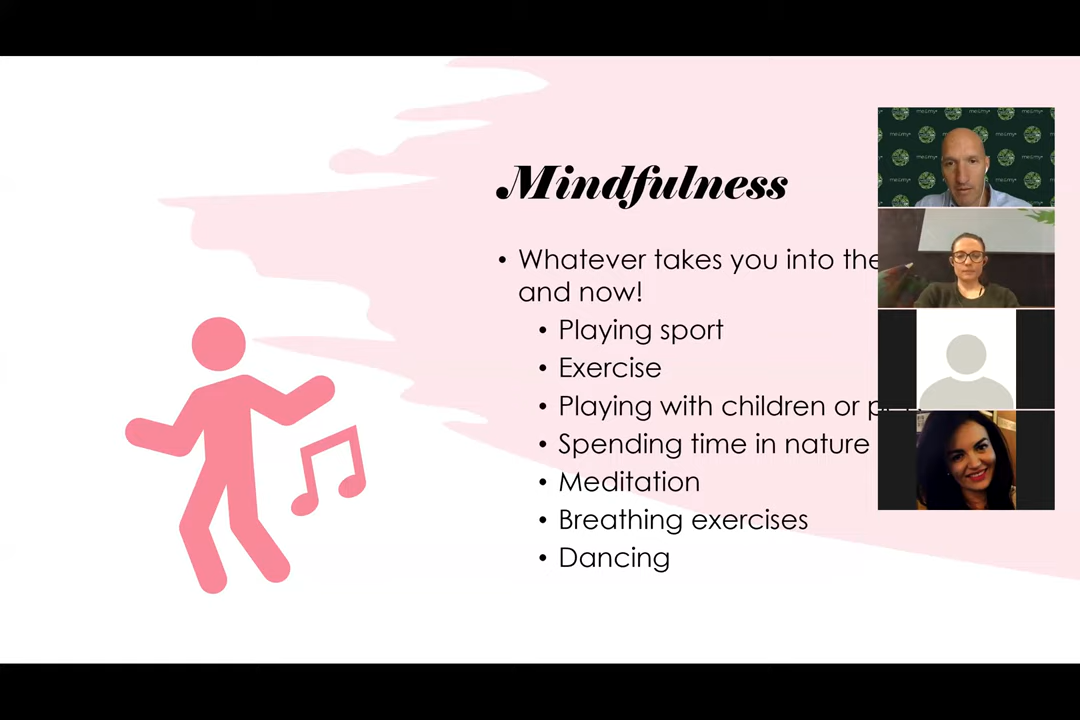 Mindfulness
• Whatever takes you into the
and now!
• Playing sport
• Exercise
• Playing with children or
• Spending time in nature
• Meditation
• Breathing exercises
• Dancing